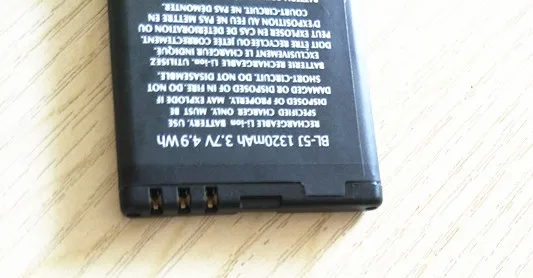 BL-5J 1320mAh 3.7V 4.9Wh
RECHARGEABLE Li-Ion BATTERY. USE
SPECIFIED CHARGER ONLY. MUST BE
DISPOSED OF PROPERLY. MAY EXPLODE IF
DAMAGED OR DISPOSED OF IN FIRE. DO NOT
SHORT-CIRCUIT. DO NOT DISASSEMBLE.
BATTERIE RECHARGEABLE Li-Ion. UTILISEZ
EXCLUSIVEMENT LE CHARGEUR INDIQUE.
DOIT ETRE RECYCLEE OU JETEE CORRECTEMENT.
PEUT EXPLOSER EN CAS DE DETERIORATION OU
D'EXPOSITION AU FEU. NE PAS METTRE EN
COURT-CIRCUIT. NE PAS DEMONTER.